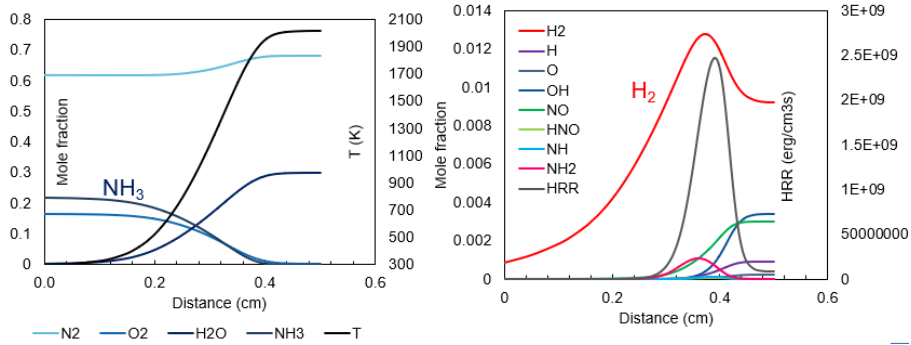 0.8
0.7
0.6
0.5
0.4
0.3
0.2
0.1
0
Mole fraction
NH3
0.0
0.2
0.4
0.6
Distance (cm)
2100
1900
1700
1500
1300
1100
900
700
500
300
T (K)
N2 O2 H2O NH3 T
0.014
0.012
0.01
0.008
0.006
0.004
0.002
0
Mole fraction
H2
H
O
OH
NO
HNO
NH
NH2
HRR
H2
0
0.2
0.4
0.6
Distance (cm)
3E+09
2.5E+09
2E+09
1.5E+09
1E+09
50000000
0
HRR (erg/cm3s)